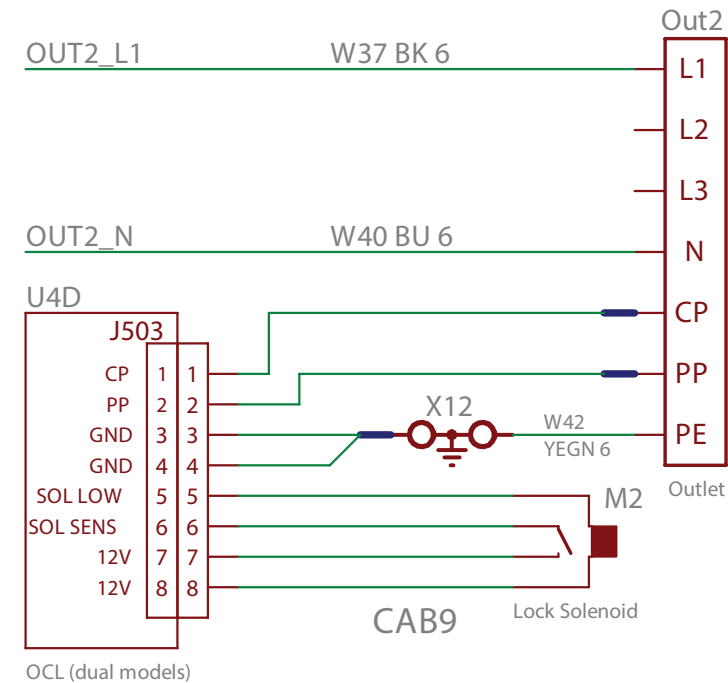 Out2
OUT2_L1 W37 BK 6 L1
L2
L3
OUT2_N W40 BU 6 N
U4D
CP
J503
CP 1 1 PP
PP 2 2 X12
W42
GND 3 3 PE
YEGN 6
GND 4 4
Outlet
SOL LOW 5 5 M2
SOL SENS 6 6
12V 7 7
12V 8 8
Lock Solenoid
CAB9
OCL (dual models)